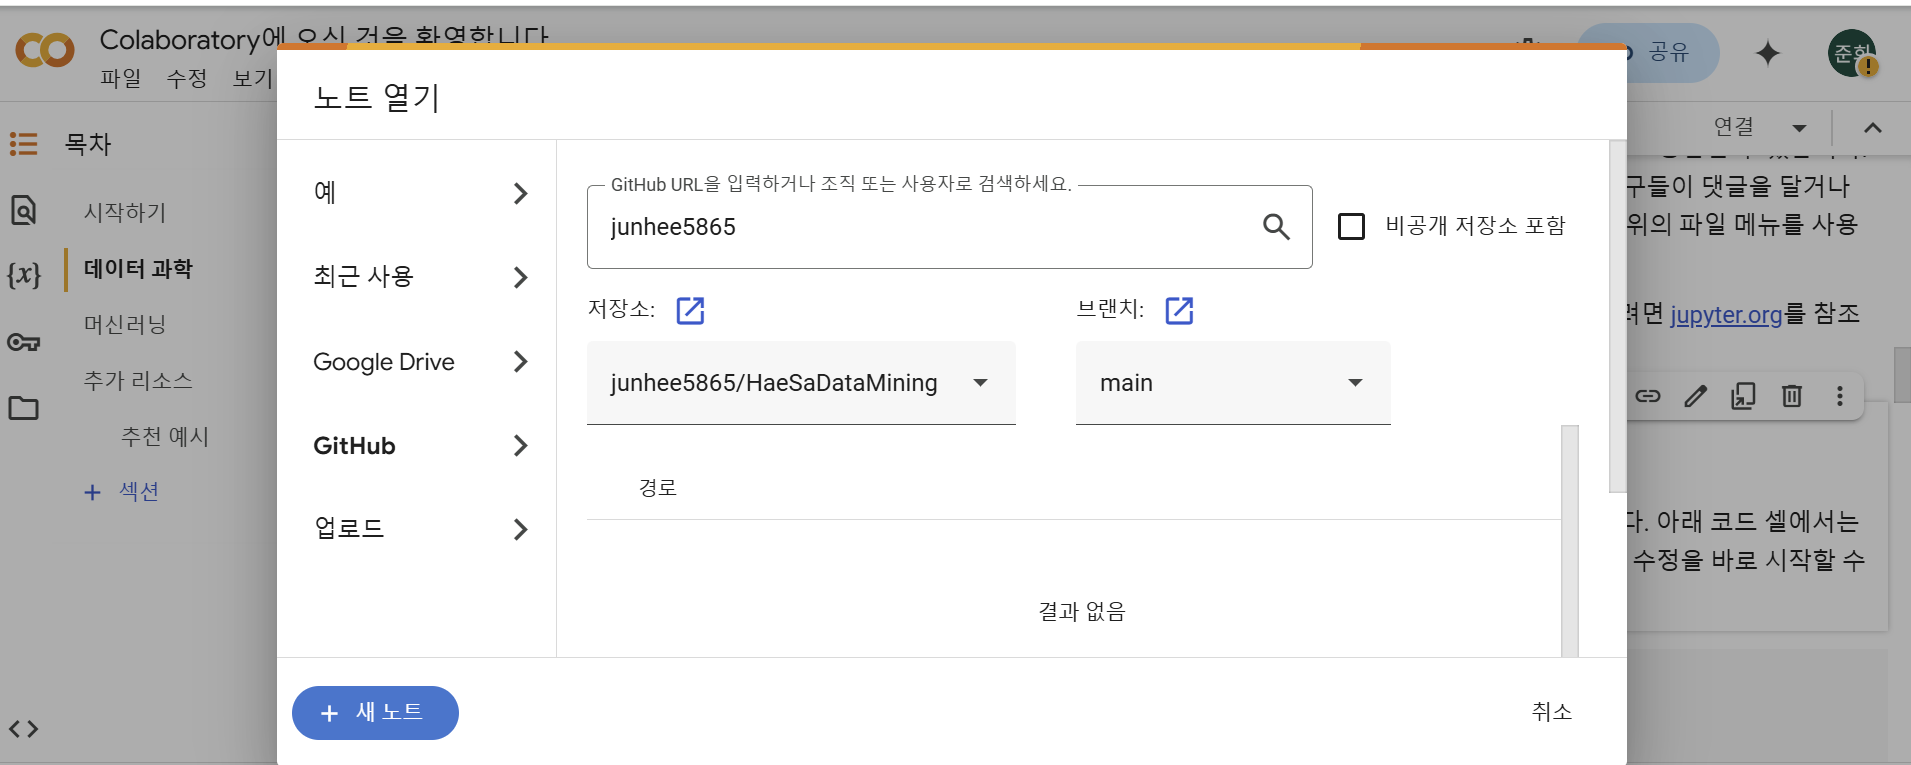 Colaboratory에 오신 것을 환영합니다
파일 수정 보기
공유
준희
연결
목차
시작하기
데이터 과학
머신러닝
추가 리소스
추천 예시
+ 섹션
노트 열기
예
최근 사용
Google Drive
GitHub
업로드
GitHub URL을 입력하거나 조직 또는 사용자로 검색하세요.
junhee5865
비공개 저장소 포함
저장소:
브랜치:
junhee5865/HaeSaDataMining
main
경로
결과 없음
+ 새 노트
취소
구들이 댓글을 달거나
위의 파일 메뉴를 사용
려면 jupyter.org를 참조
다. 아래 코드 셀에서는
수정을 바로 시작할 수